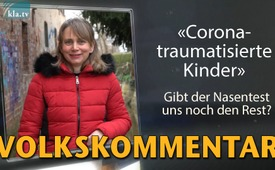 kla.tv
«Corona-
traumatisierte
Kinder»
Gibt der Nasentest
uns noch den Rest?
VOLKSKOMMENTAR